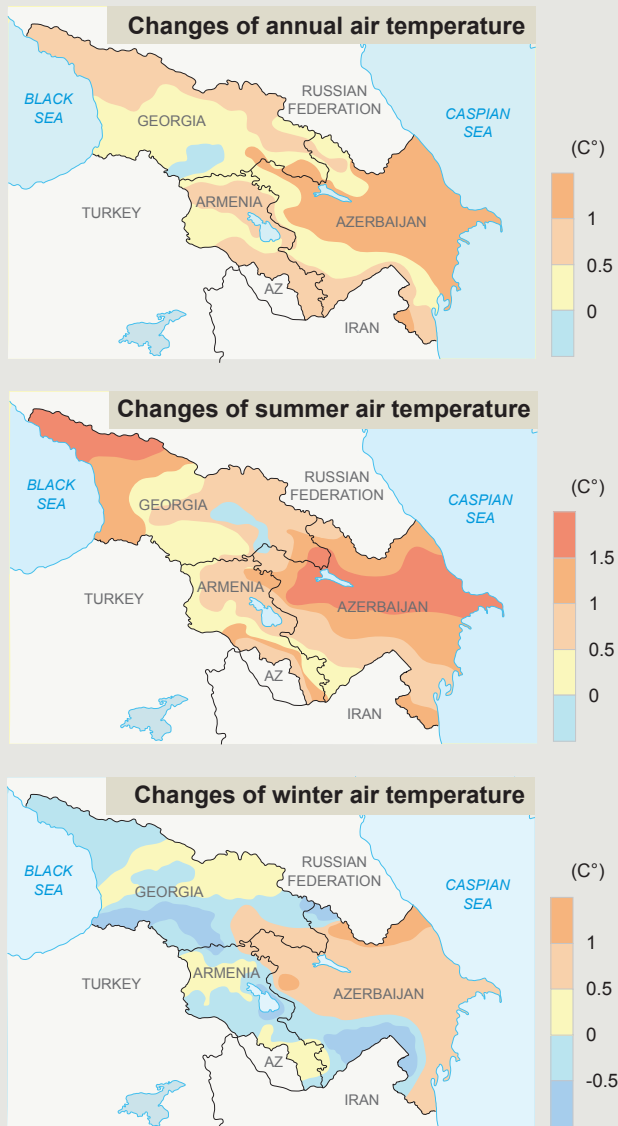 Changes of annual air temperature
BLACK
SEA
GEORGIA
RUSSIAN
FEDERATION
CASPIAN
SEA
TURKEY
ARMENIA
AZERBAIJAN
AZ
IRAN
(C°)
1
0.5
0
Changes of summer air temperature
BLACK
SEA
GEORGIA
RUSSIAN
FEDERATION
CASPIAN
SEA
TURKEY
ARMENIA
AZERBAIJAN
AZ
IRAN
(C°)
1.5
1
0.5
0
Changes of winter air temperature
BLACK
SEA
GEORGIA
RUSSIAN
FEDERATION
CASPIAN
SEA
TURKEY
ARMENIA
AZERBAIJAN
AZ
IRAN
(C°)
1
0.5
0
-0.5